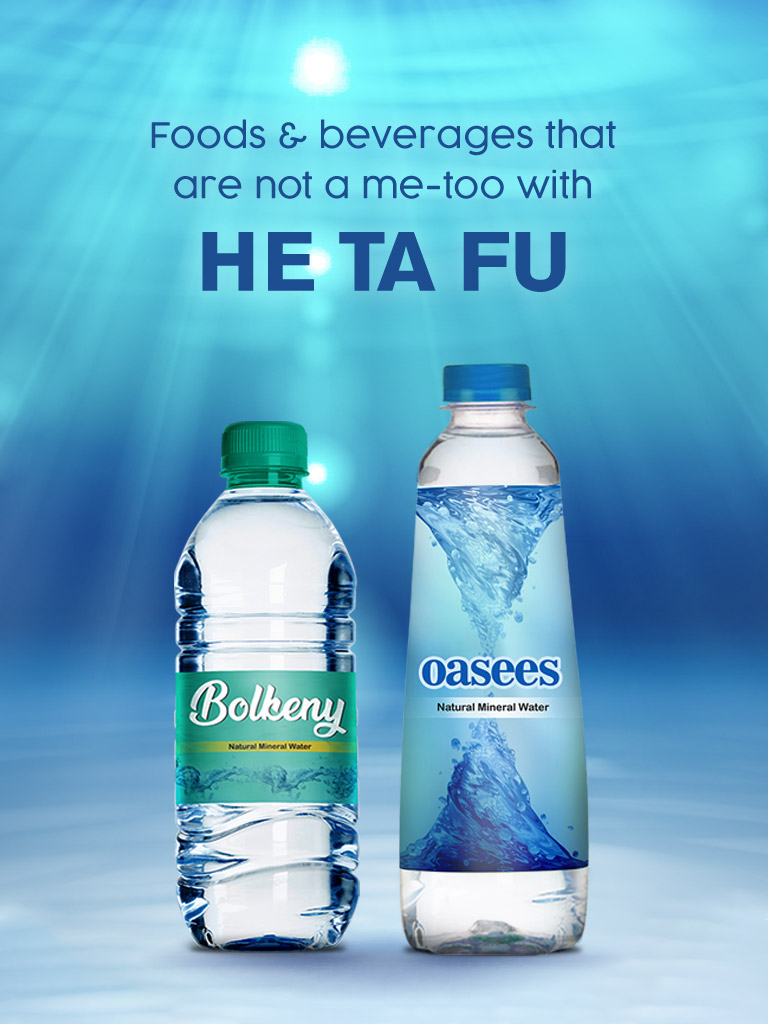 Foods & beverages that
are not a me-too with
HE TA FU
Bolkeny
Natural Mineral Water
oasees
Natural Mineral Water